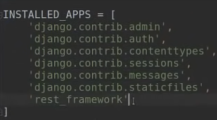 INSTALLED_APPS = [
    'django.contrib.admin',
    'django.contrib.auth',
    'django.contrib.contenttypes',
    'django.contrib.sessions',
    'django.contrib.messages',
    'django.contrib.staticfiles',
    'rest_framework',
]